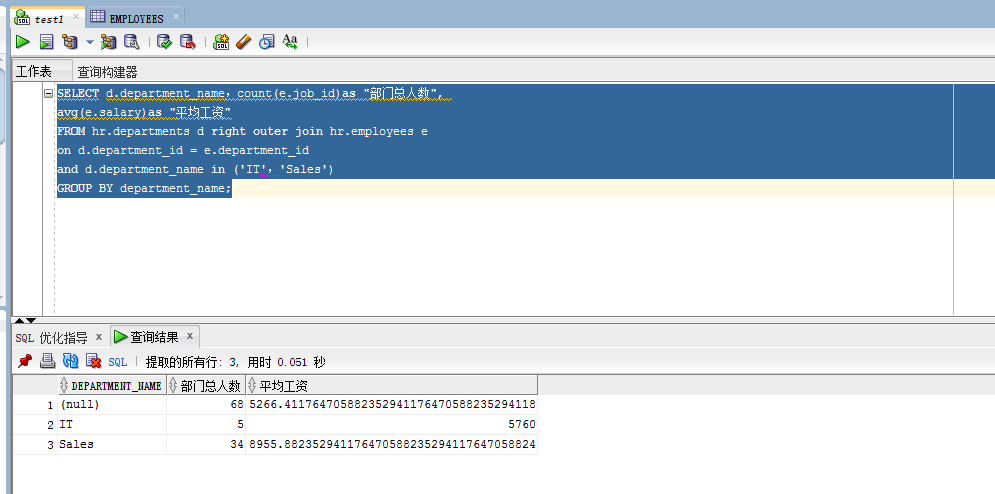 test1 × EMPLOYEES ×
SQL Aa
工作表 查询构建器
SELECT d.department_name，count(e.job_id)as "部门总人数",
avg(e.salary)as "平均工资"
FROM hr.departments d right outer join hr.employees e
on d.department_id = e.department_id
and d.department_name in ('IT'，'Sales')
GROUP BY department_name;
SQL 优化指导 × 查询结果 ×
SQL | 提取的所有行: 3, 用时 0.051 秒
DEPARTMENT_NAME 部门总人数 平均工资
1 (null) 68 5266.41176470588235294117647058823529411​8
2 IT 5 5760
3 Sales 34 8955.88235294117647058823529411764705882​4